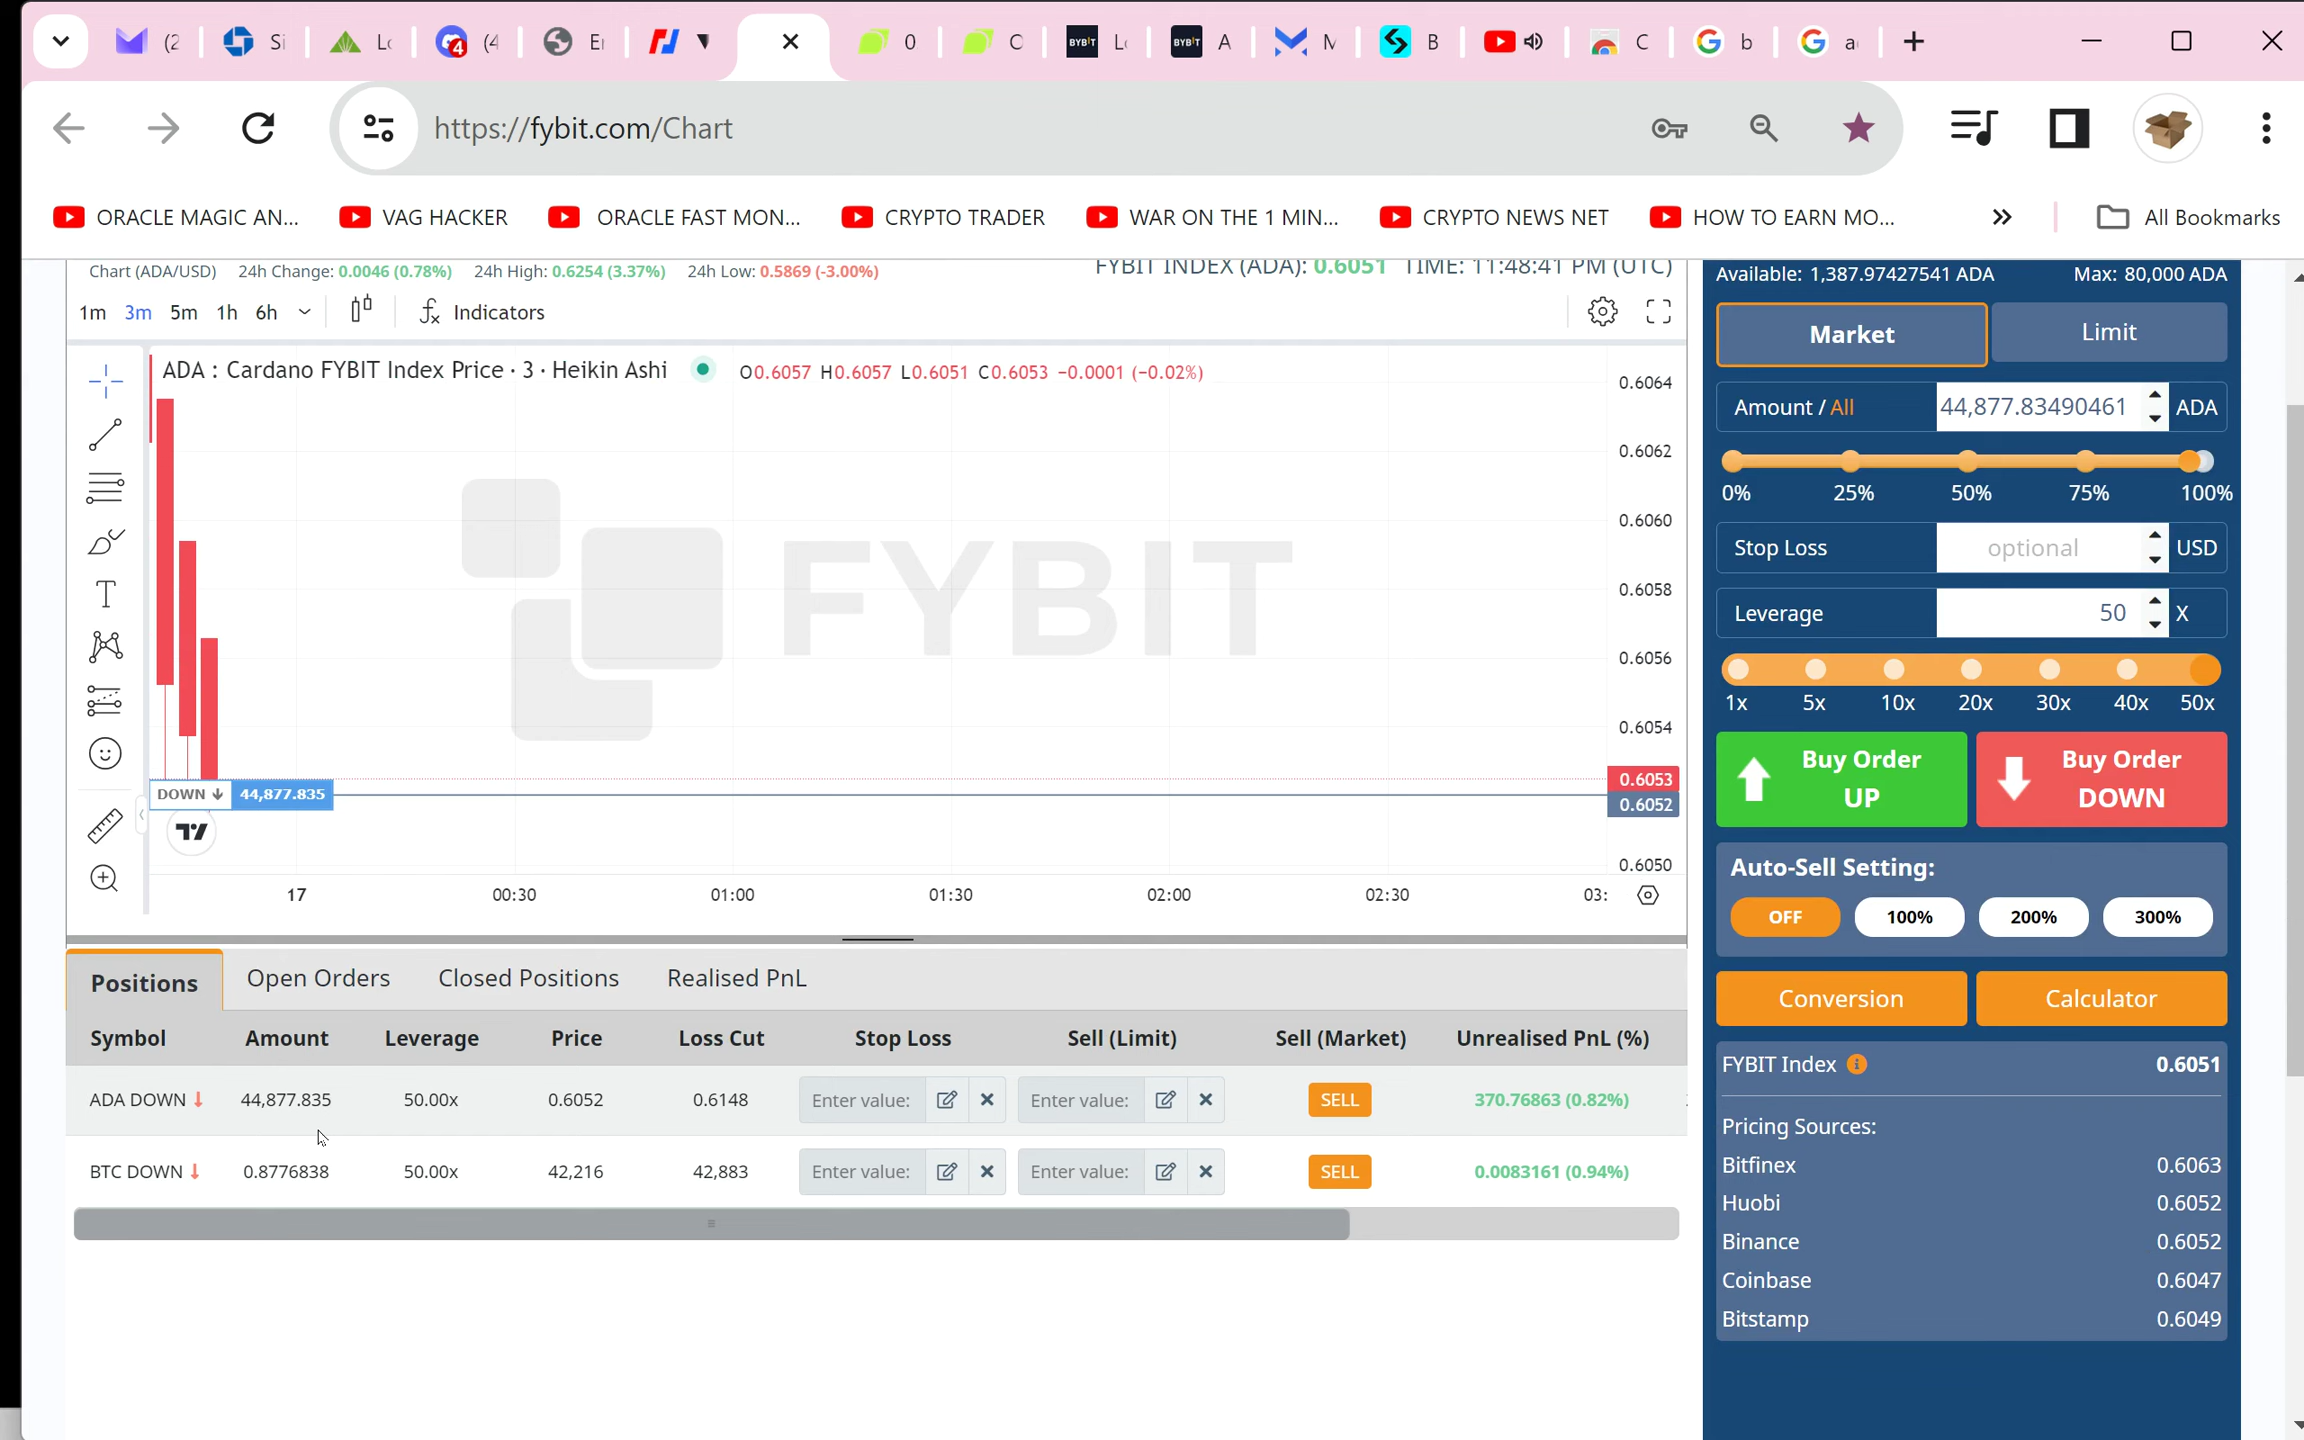 (2
Si
Lo
(4
Er
0
C
BYBIT
Lo
BYBIT
A
M
B
C
b
a
https://fybit.com/Chart
ORACLE MAGIC AN...
VAG HACKER
ORACLE FAST MON...
CRYPTO TRADER
WAR ON THE 1 MIN...
CRYPTO NEWS NET
HOW TO EARN MO...
All Bookmarks
Chart (ADA/USD) 24h Change: 0.0046 (0.78%) 24h High: 0.6254 (3.37%) 24h Low: 0.5869 (-3.00%)
FYBIT INDEX (ADA): 0.6051 TIME: 11:48:41 PM (UTC)
1m 3m 5m 1h 6h
Indicators
ADA : Cardano FYBIT Index Price · 3 · Heikin Ashi
O0.6057 H0.6057 L0.6051 C0.6053 −0.0001 (−0.02%)
0.6064
0.6062
0.6060
0.6058
0.6056
0.6054
0.6053
0.6052
0.6050
FYBIT
DOWN ↓ 44,877.835
17 00:30 01:00 01:30 02:00 02:30 03:
Available: 1,387.97427541 ADA Max: 80,000 ADA
Market Limit
Amount / All 44,877.83490461 ADA
0% 25% 50% 75% 100%
Stop Loss optional USD
Leverage 50 X
1x 5x 10x 20x 30x 40x 50x
Buy Order UP
Buy Order DOWN
Auto-Sell Setting:
OFF 100% 200% 300%
Conversion Calculator
FYBIT Index 0.6051
Pricing Sources:
Bitfinex 0.6063
Huobi 0.6052
Binance 0.6052
Coinbase 0.6047
Bitstamp 0.6049
Positions Open Orders Closed Positions Realised PnL
Symbol Amount Leverage Price Loss Cut Stop Loss Sell (Limit) Sell (Market) Unrealised PnL (%)
ADA DOWN ↓ 44,877.835 50.00x 0.6052 0.6148 Enter value: Enter value: SELL 370.76863 (0.82%)
BTC DOWN ↓ 0.8776838 50.00x 42,216 42,883 Enter value: Enter value: SELL 0.0083161 (0.94%)